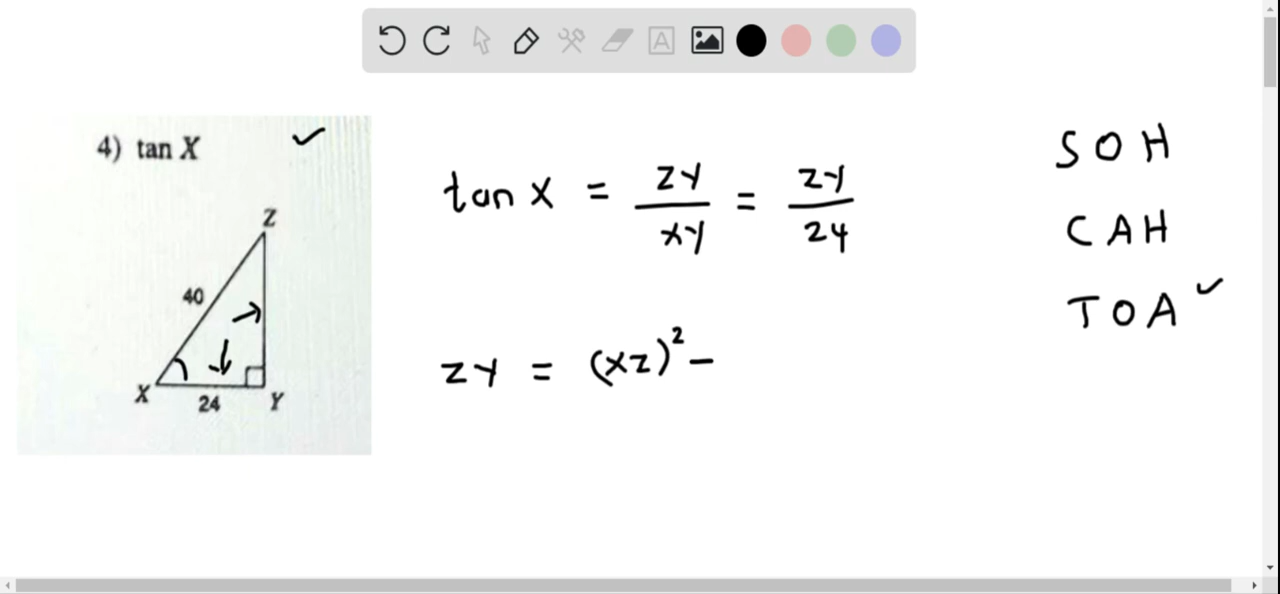 4) tan X
Z
40
X
24
Y
tan X = ZY / XY = ZY / 24
ZY = (XZ)² −
SOH
CAH
TOA
A